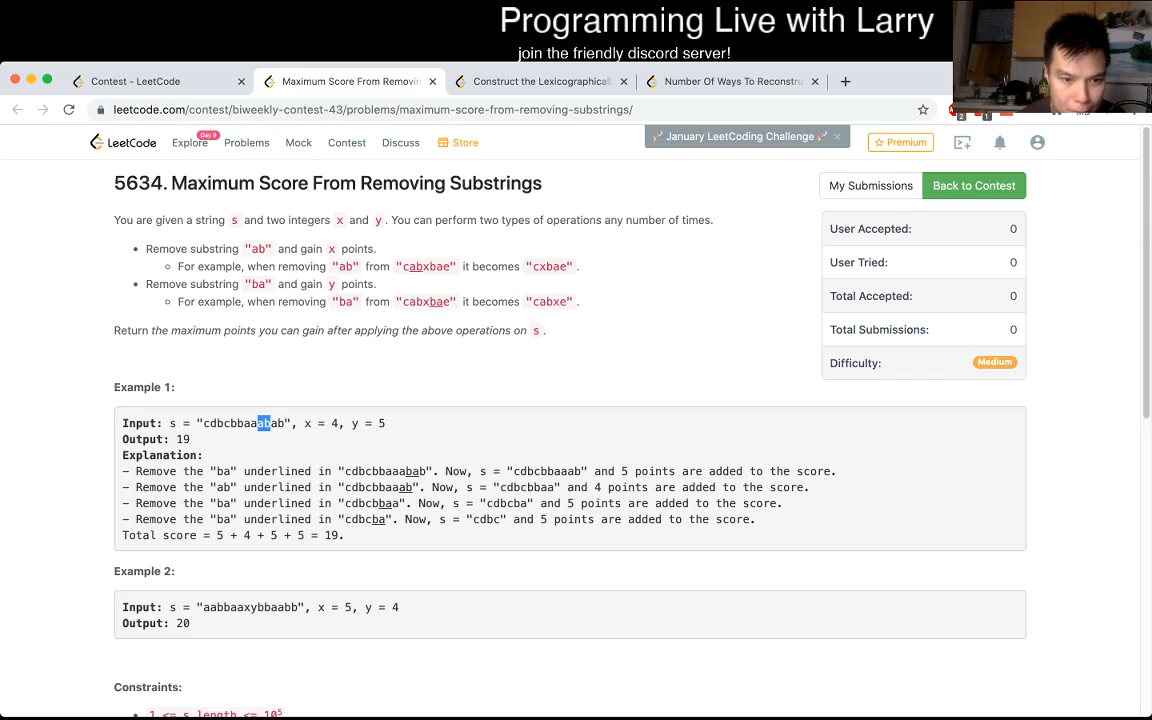 Programming Live with Larry
join the friendly discord server!
Contest - LeetCode
Maximum Score From Removin
Construct the Lexicographical
Number Of Ways To Reconstru
leetcode.com/contest/biweekly-contest-43/problems/maximum-score-from-removing-substrings/
2
1
LeetCode
Explore
Day 9
Problems
Mock
Contest
Discuss
Store
January LeetCoding Challenge
Premium
5634. Maximum Score From Removing Substrings
My Submissions
Back to Contest
You are given a string s and two integers x and y. You can perform two types of operations any number of times.
• Remove substring "ab" and gain x points.
◦ For example, when removing "ab" from "cabxbae" it becomes "cxbae".
• Remove substring "ba" and gain y points.
◦ For example, when removing "ba" from "cabxbae" it becomes "cabxe".
Return the maximum points you can gain after applying the above operations on s.
User Accepted: 0
User Tried: 0
Total Accepted: 0
Total Submissions: 0
Difficulty: Medium
Example 1:
Input: s = "cdbcbbaaabab", x = 4, y = 5
Output: 19
Explanation:
- Remove the "ba" underlined in "cdbcbbaaabab". Now, s = "cdbcbbaaab" and 5 points are added to the score.
- Remove the "ab" underlined in "cdbcbbaaab". Now, s = "cdbcbbaa" and 4 points are added to the score.
- Remove the "ba" underlined in "cdbcbbaa". Now, s = "cdbcba" and 5 points are added to the score.
- Remove the "ba" underlined in "cdbcba". Now, s = "cdbc" and 5 points are added to the score.
Total score = 5 + 4 + 5 + 5 = 19.
Example 2:
Input: s = "aabbaaxybbaabb", x = 5, y = 4
Output: 20
Constraints:
• 1 <= s.length <= 10⁵